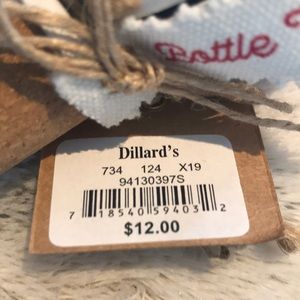 Bottle
Dillard's
734 124 X19
94130397S
7 18540 59403 2
$12.00